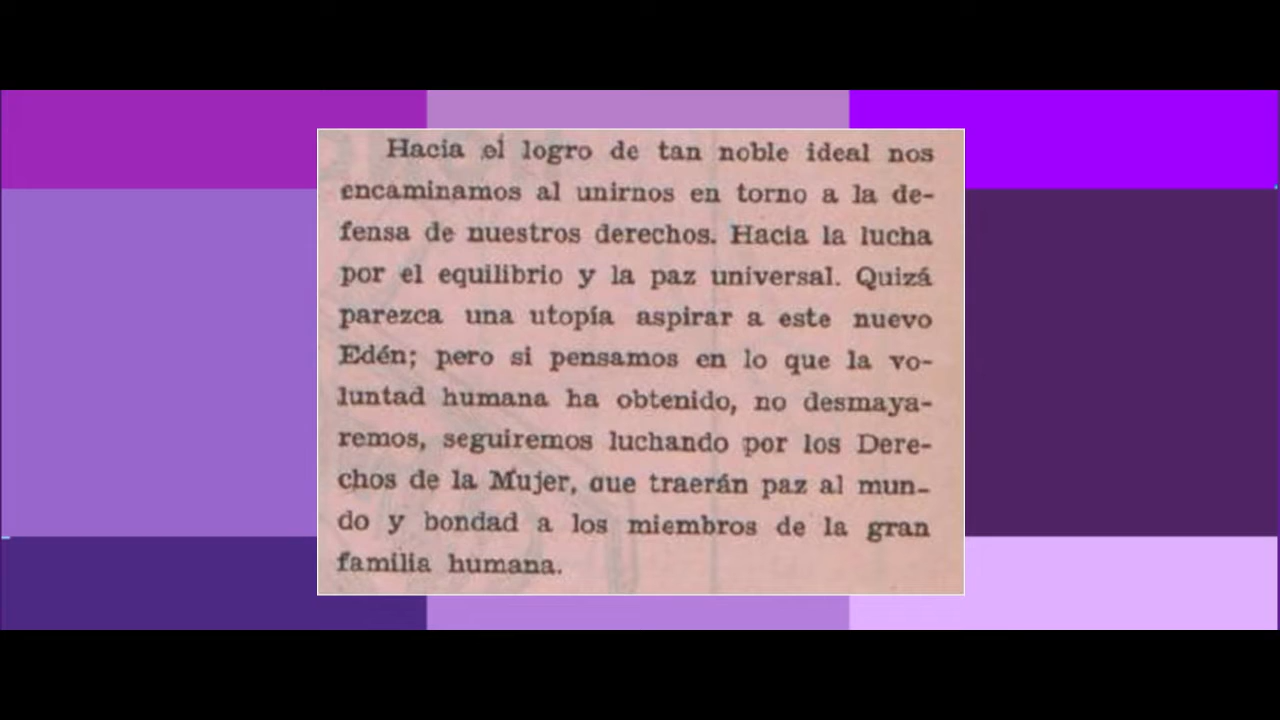 Hacia el logro de tan noble ideal nos
encaminamos al unirnos en torno a la de-
fensa de nuestros derechos. Hacia la lucha
por el equilibrio y la paz universal. Quizá
parezca una utopía aspirar a este nuevo
Edén; pero si pensamos en lo que la vo-
luntad humana ha obtenido, no desmaya-
remos, seguiremos luchando por los Dere-
chos de la Mujer, que traerán paz al mun-
do y bondad a los miembros de la gran
familia humana.